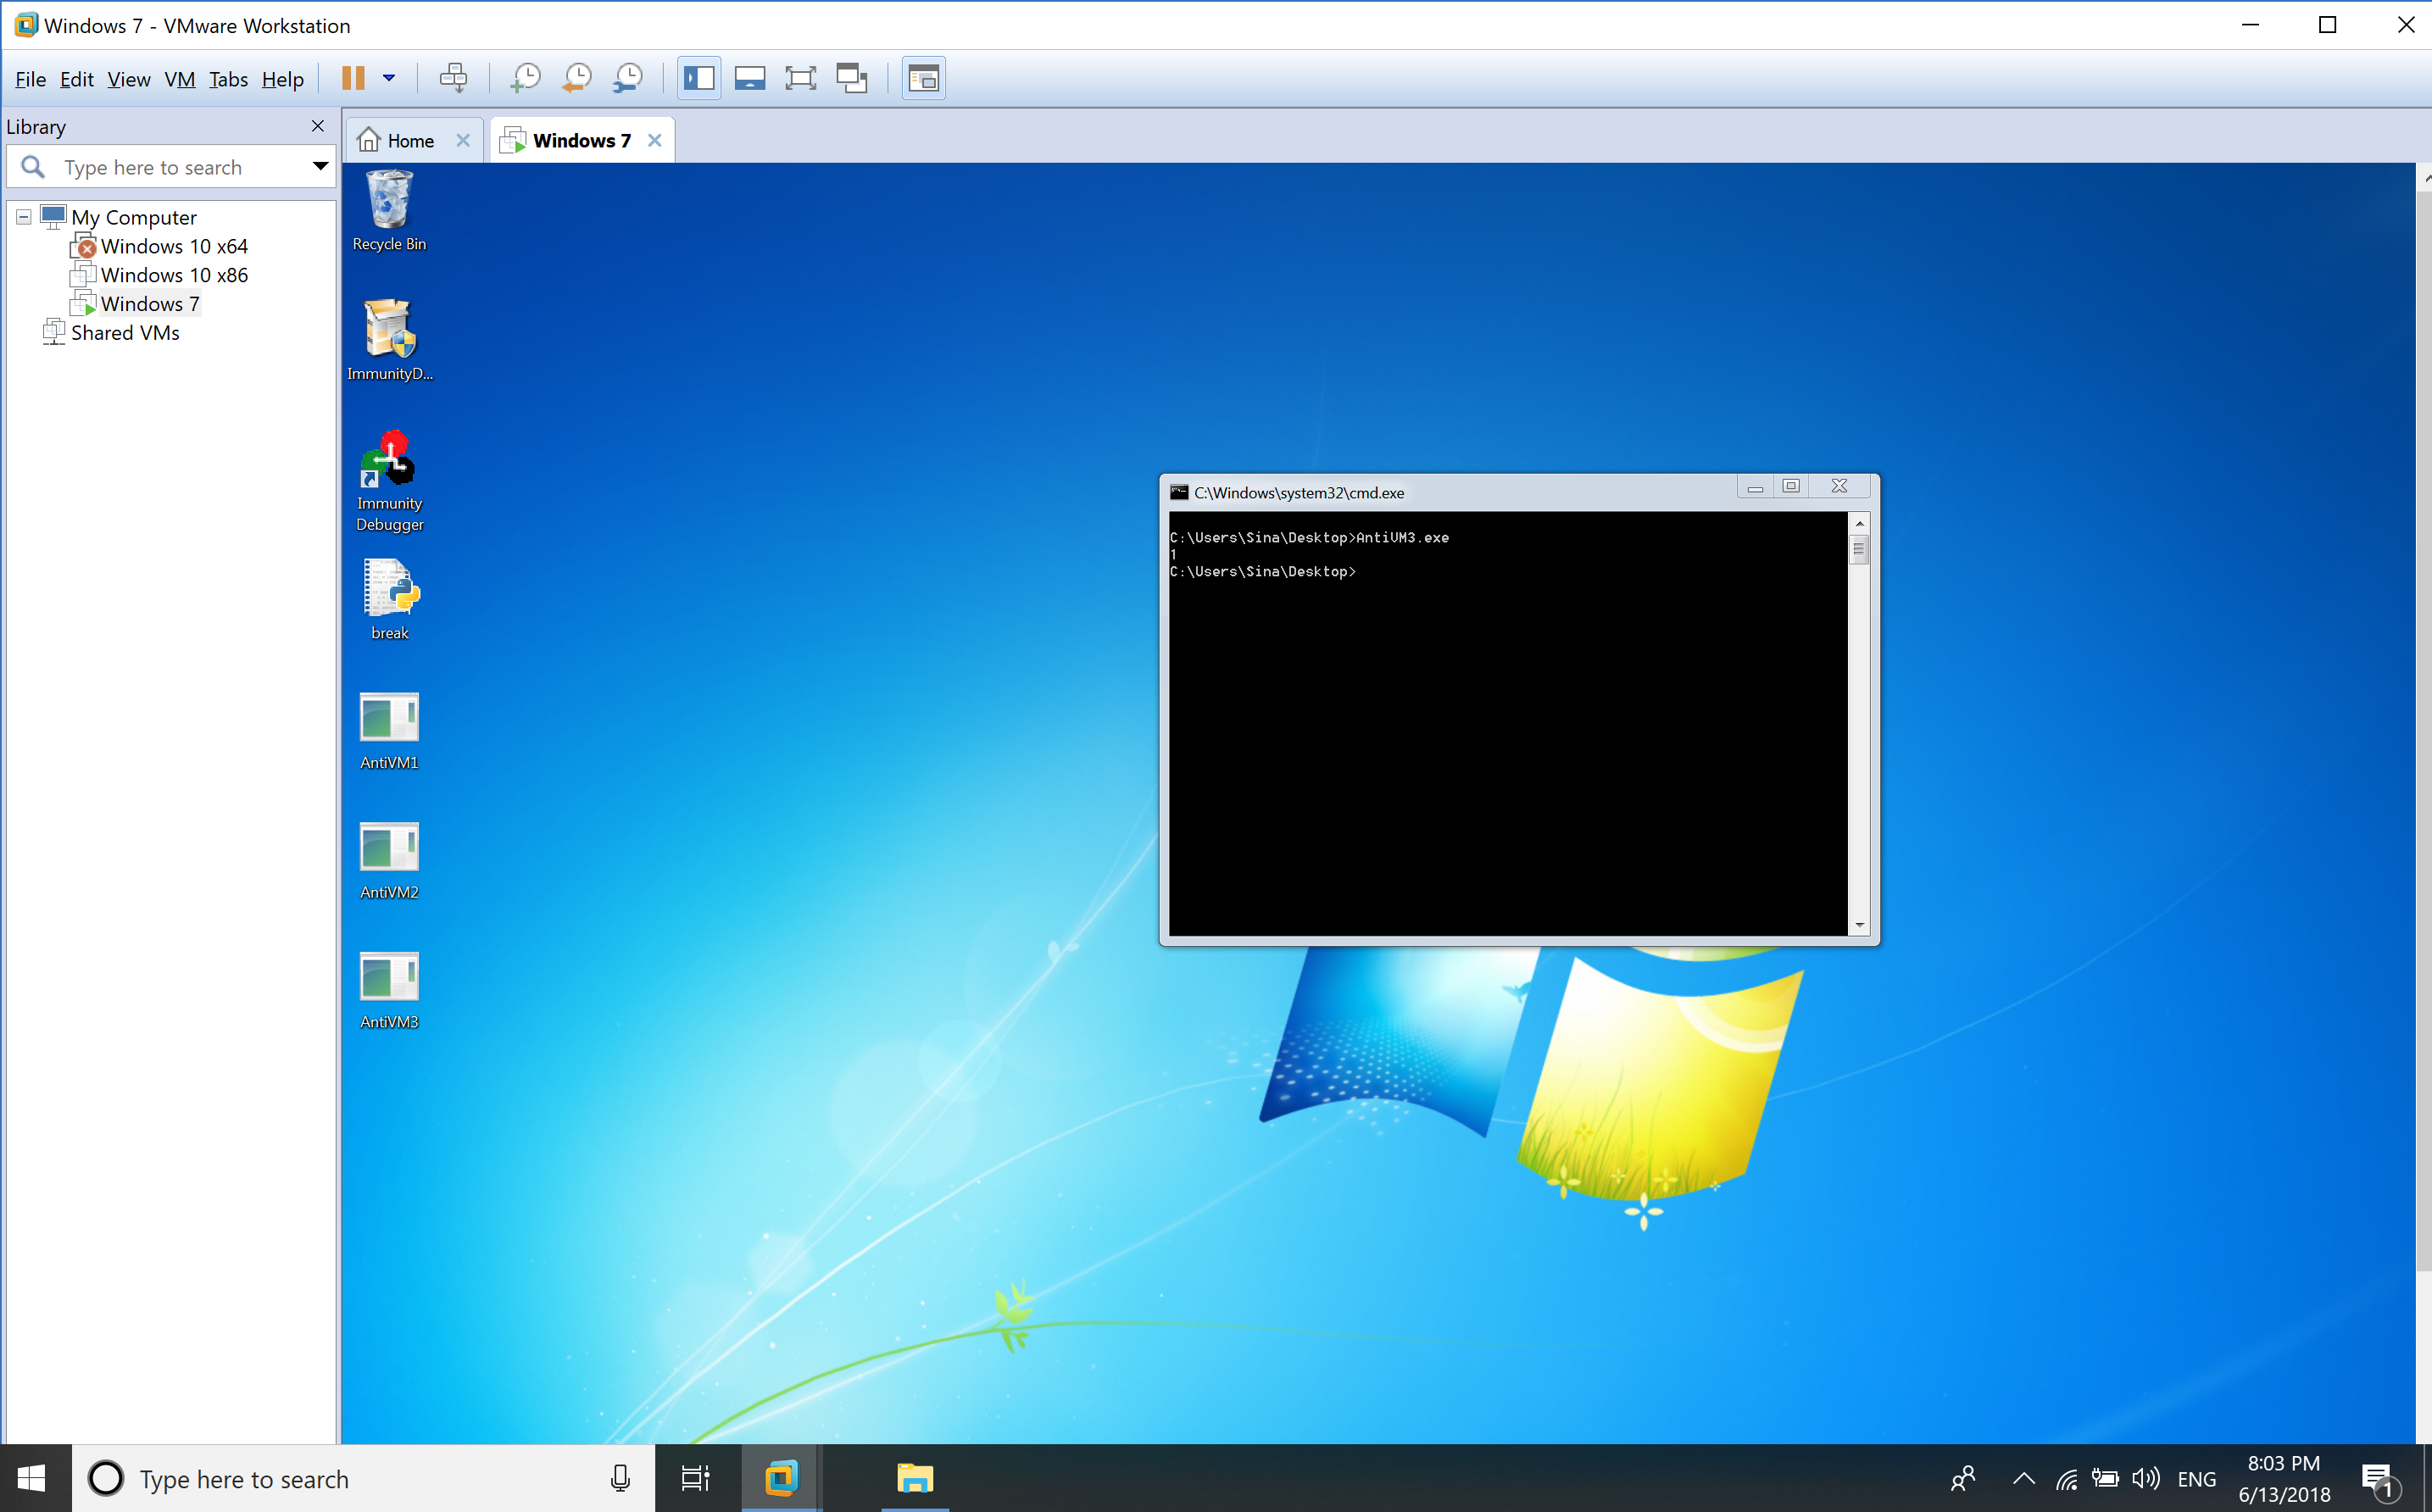 Windows 7 - VMware Workstation
File Edit View VM Tabs Help
Library
Type here to search
My Computer
Windows 10 x64
Windows 10 x86
Windows 7
Shared VMs
Home
Windows 7
Recycle Bin
ImmunityD...
Immunity
Debugger
break
AntiVM1
AntiVM2
AntiVM3
C:\Windows\system32\cmd.exe
C:\Users\Sina\Desktop>AntiVM3.exe
1
C:\Users\Sina\Desktop>
Type here to search
ENG
8:03 PM
6/13/2018
1